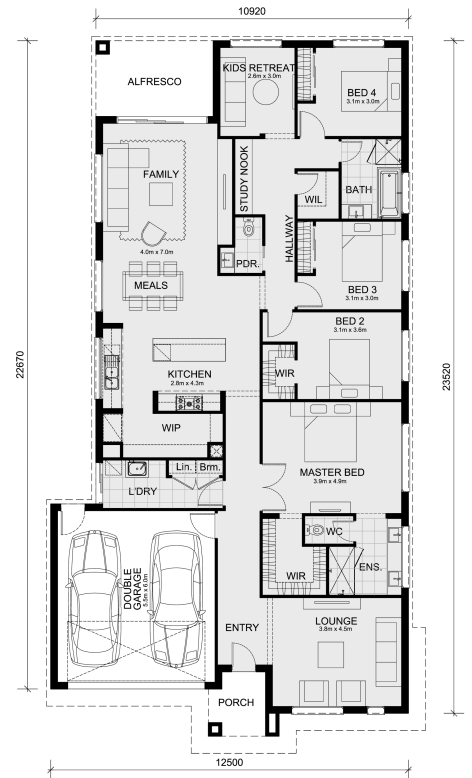 10920
ALFRESCO
KIDS RETREAT
2.6m x 3.0m
BED 4
3.1m x 3.0m
FAMILY
STUDY NOOK
BATH
WIL
HALLWAY
4.0m x 7.0m
PDR.
MEALS
BED 3
3.1m x 3.0m
BED 2
3.1m x 3.6m
22670
23520
KITCHEN
2.8m x 4.3m
WIR
WIP
Lin.
Brm.
L'DRY
MASTER BED
3.9m x 4.9m
WC
ENS.
WIR
DOUBLE
GARAGE
5.5m x 6.0m
ENTRY
LOUNGE
3.8m x 4.5m
PORCH
12500